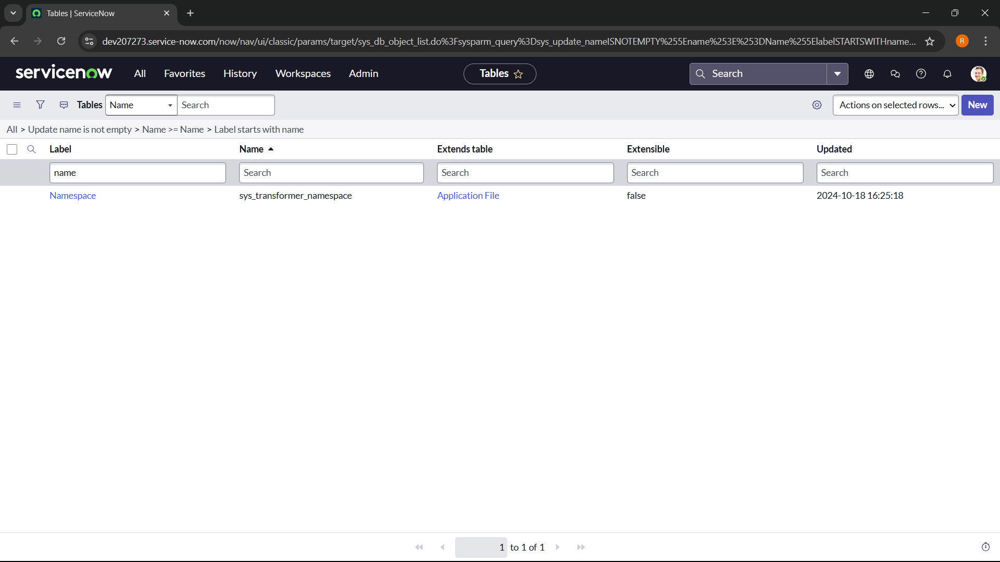 Tables | ServiceNow
dev207273.service-now.com/now/nav/ui/classic/params/target/sys_db_object_list.do%3Fsysparm_query%3Dsys_update_nameISNOTEMPTY%255Ename%253E%253DName%255ElabelSTARTSWITHname...
R
servicenow All Favorites History Workspaces Admin Tables Search
Tables Name Search Actions on selected rows... New
All > Update name is not empty > Name >= Name > Label starts with name
Label Name Extends table Extensible Updated
name Search Search Search Search
Namespace sys_transformer_namespace Application File false 2024-10-18 16:25:18
1 to 1 of 1